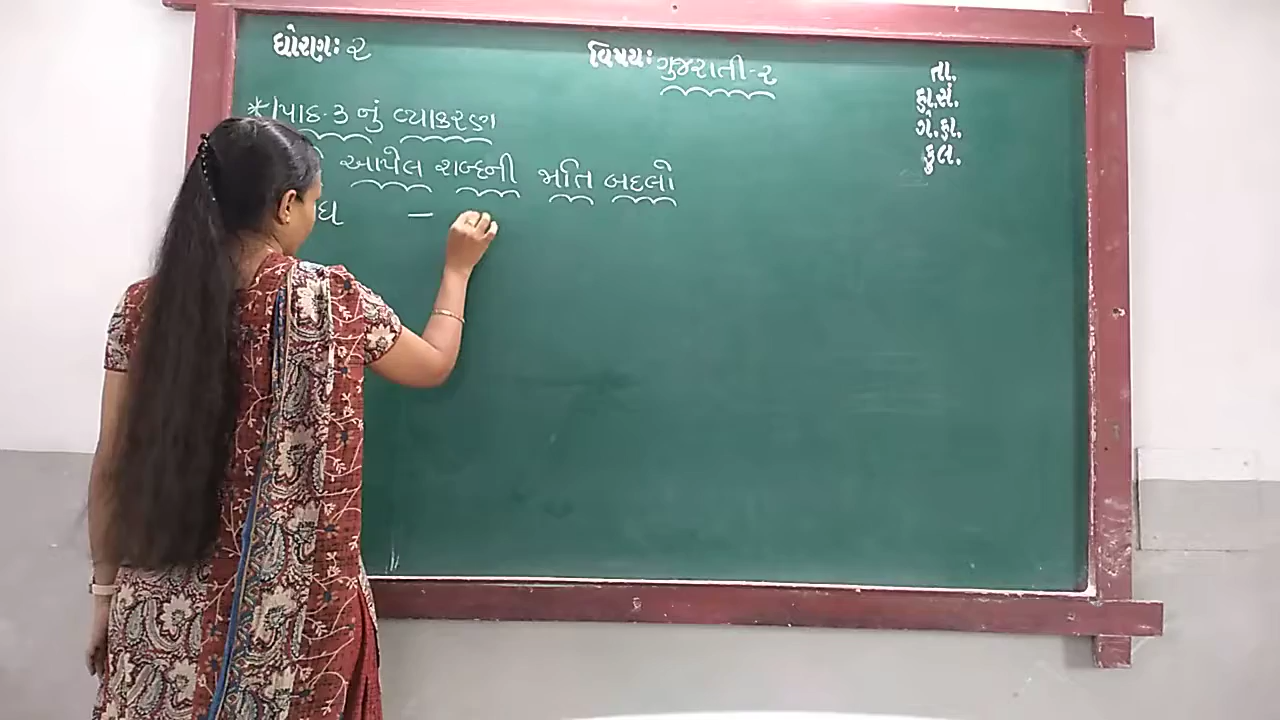 ધોરણ: ૨
વિષય: ગુજરાતી-૨
તા.
હા.સં.
ગે.હા.
કુલ.
* પાઠ-૩ નું વ્યાકરણ
આપેલ શબ્દની જાતિ બદલો
–